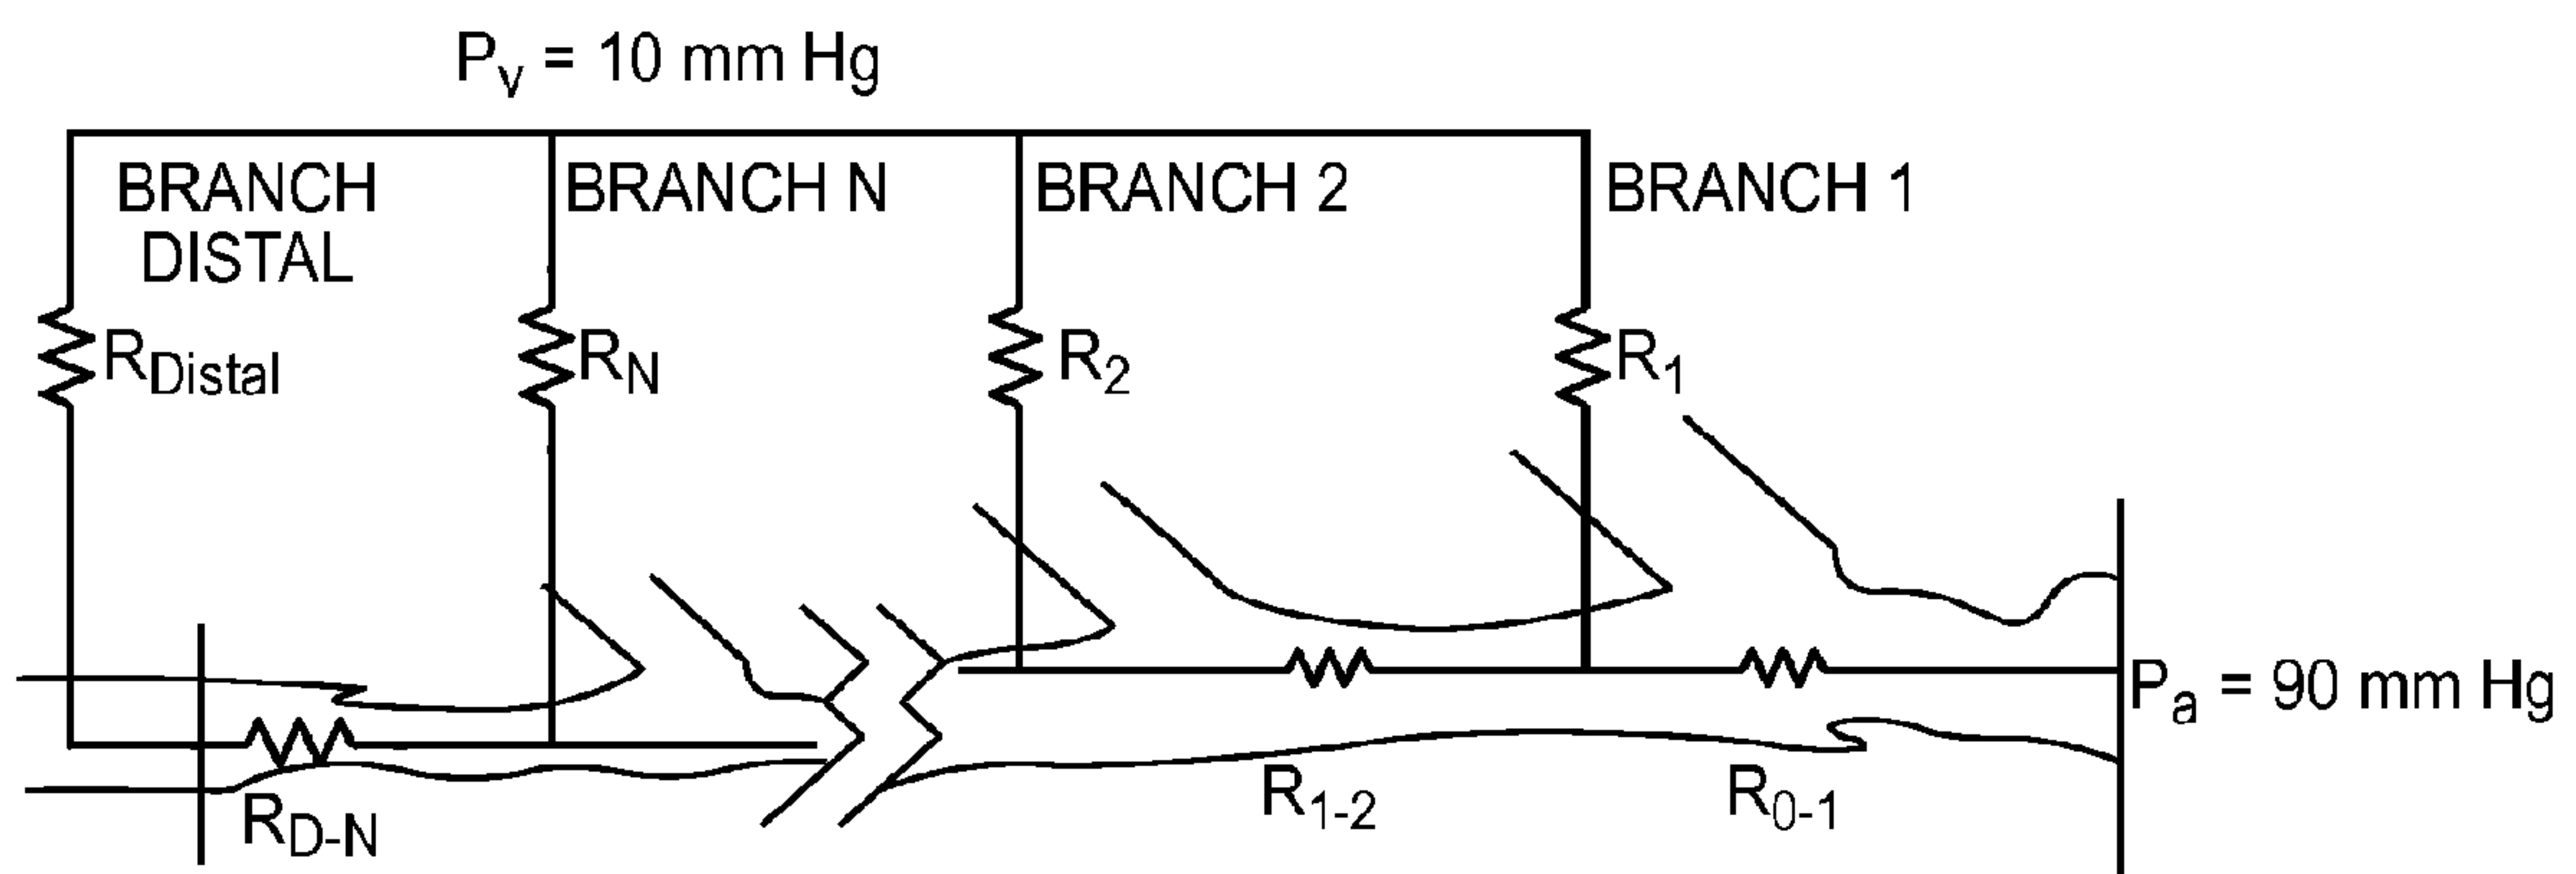 Pv = 10 mm Hg
BRANCH DISTAL
BRANCH N
BRANCH 2
BRANCH 1
RDistal
RN
R2
R1
Pa = 90 mm Hg
RD-N
R1-2
R0-1